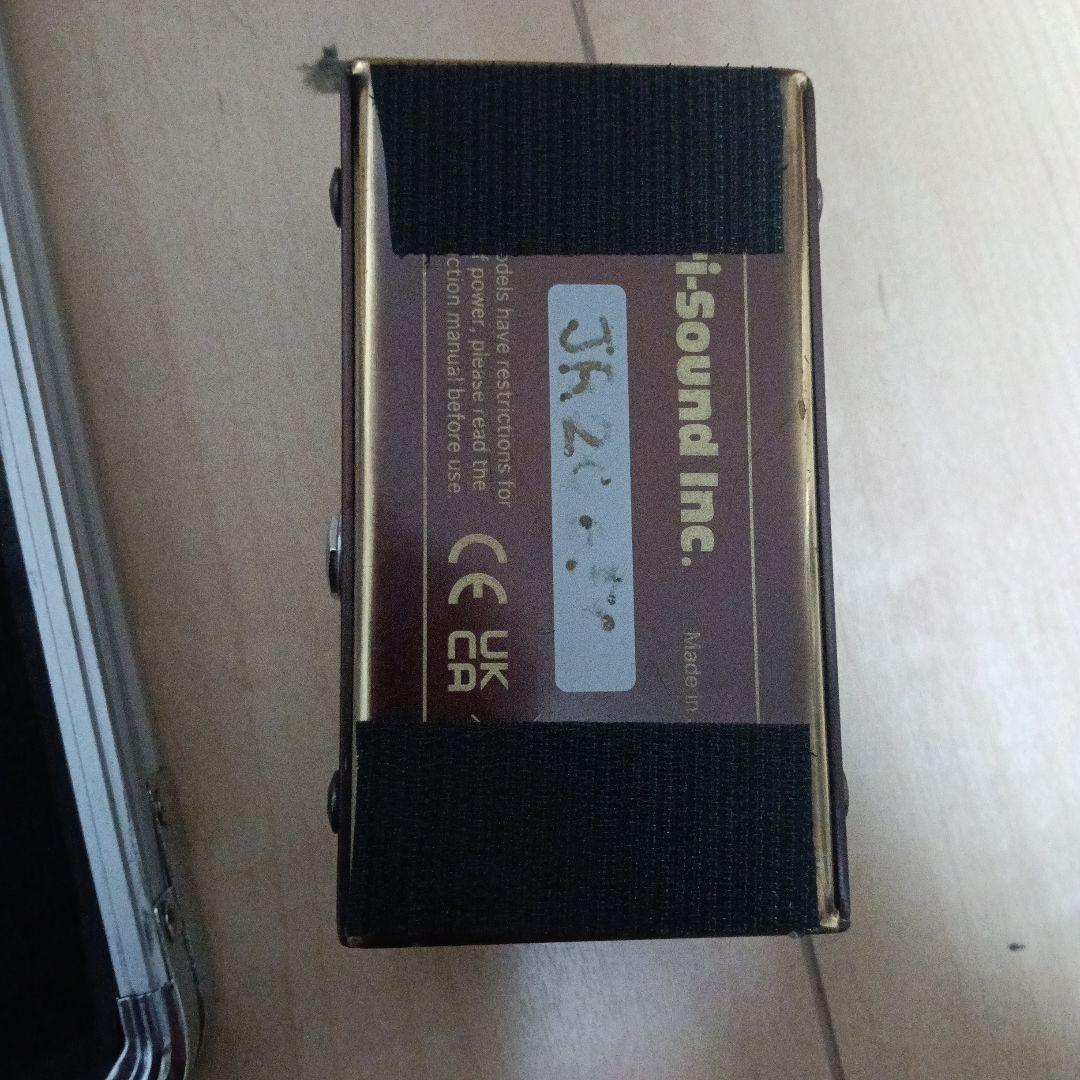 i-Sound Inc.
Made in
odels have restrictions for
f power, please read the
ction manual before use.
CE
UK
CA